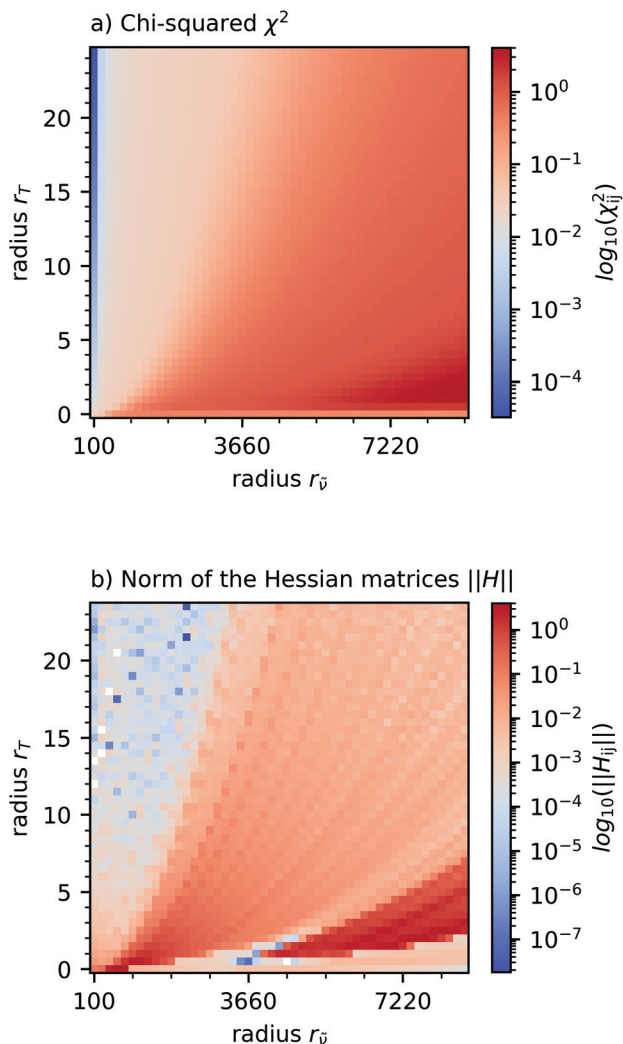 a) Chi-squared χ²
20
15
10
5
0
radius r_T
100 3660 7220
radius r_ν̃
10⁰
10⁻¹
10⁻²
10⁻³
10⁻⁴
log₁₀(χ²ᵢⱼ)
b) Norm of the Hessian matrices ||H||
20
15
10
5
0
radius r_T
100 3660 7220
radius r_ν̃
10⁰
10⁻¹
10⁻²
10⁻³
10⁻⁴
10⁻⁵
10⁻⁶
10⁻⁷
log₁₀(||Hᵢⱼ||)